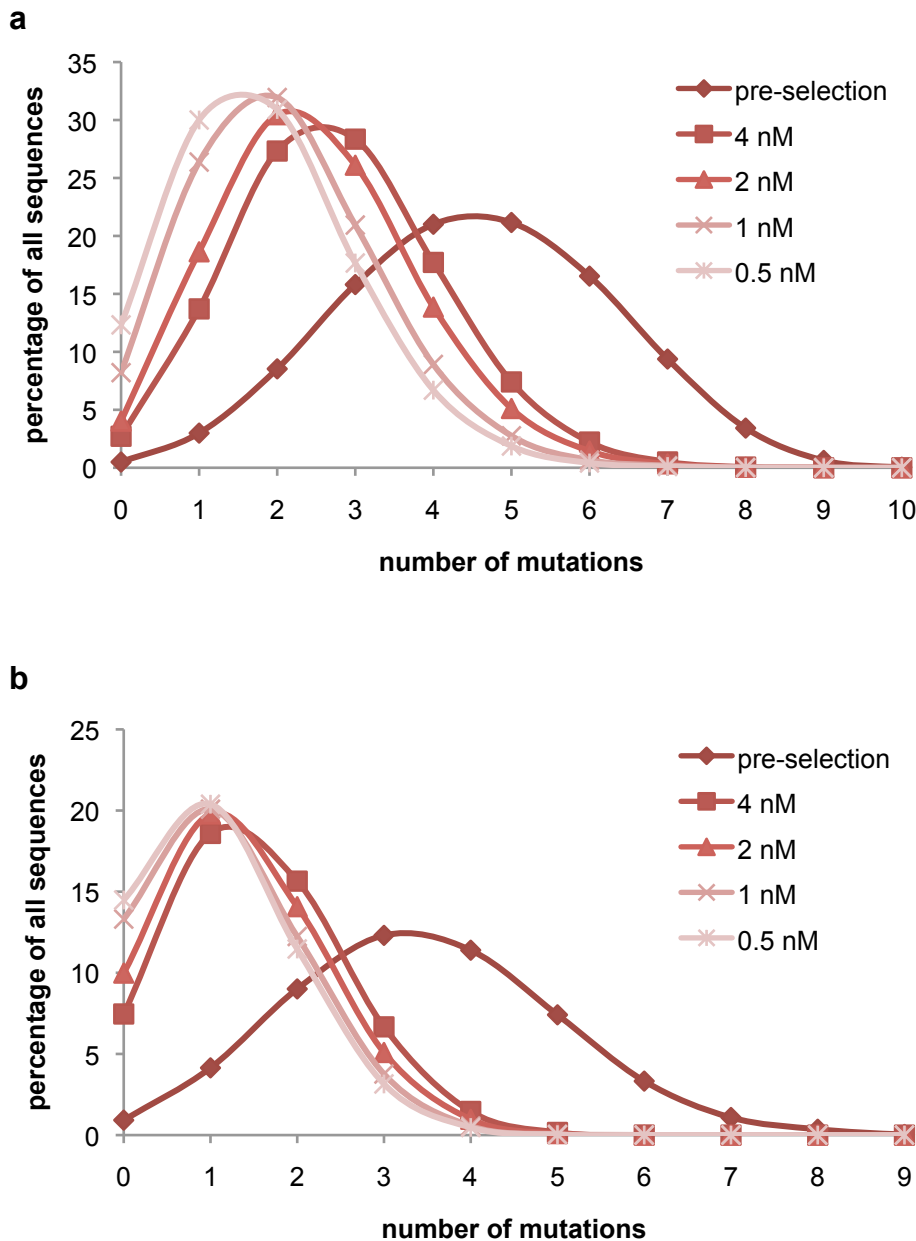 a
percentage of all sequences
35
30
25
20
15
10
5
0
0 1 2 3 4 5 6 7 8 9 10
number of mutations
pre-selection
4 nM
2 nM
1 nM
0.5 nM
b
percentage of all sequences
25
20
15
10
5
0
0 1 2 3 4 5 6 7 8 9
number of mutations
pre-selection
4 nM
2 nM
1 nM
0.5 nM